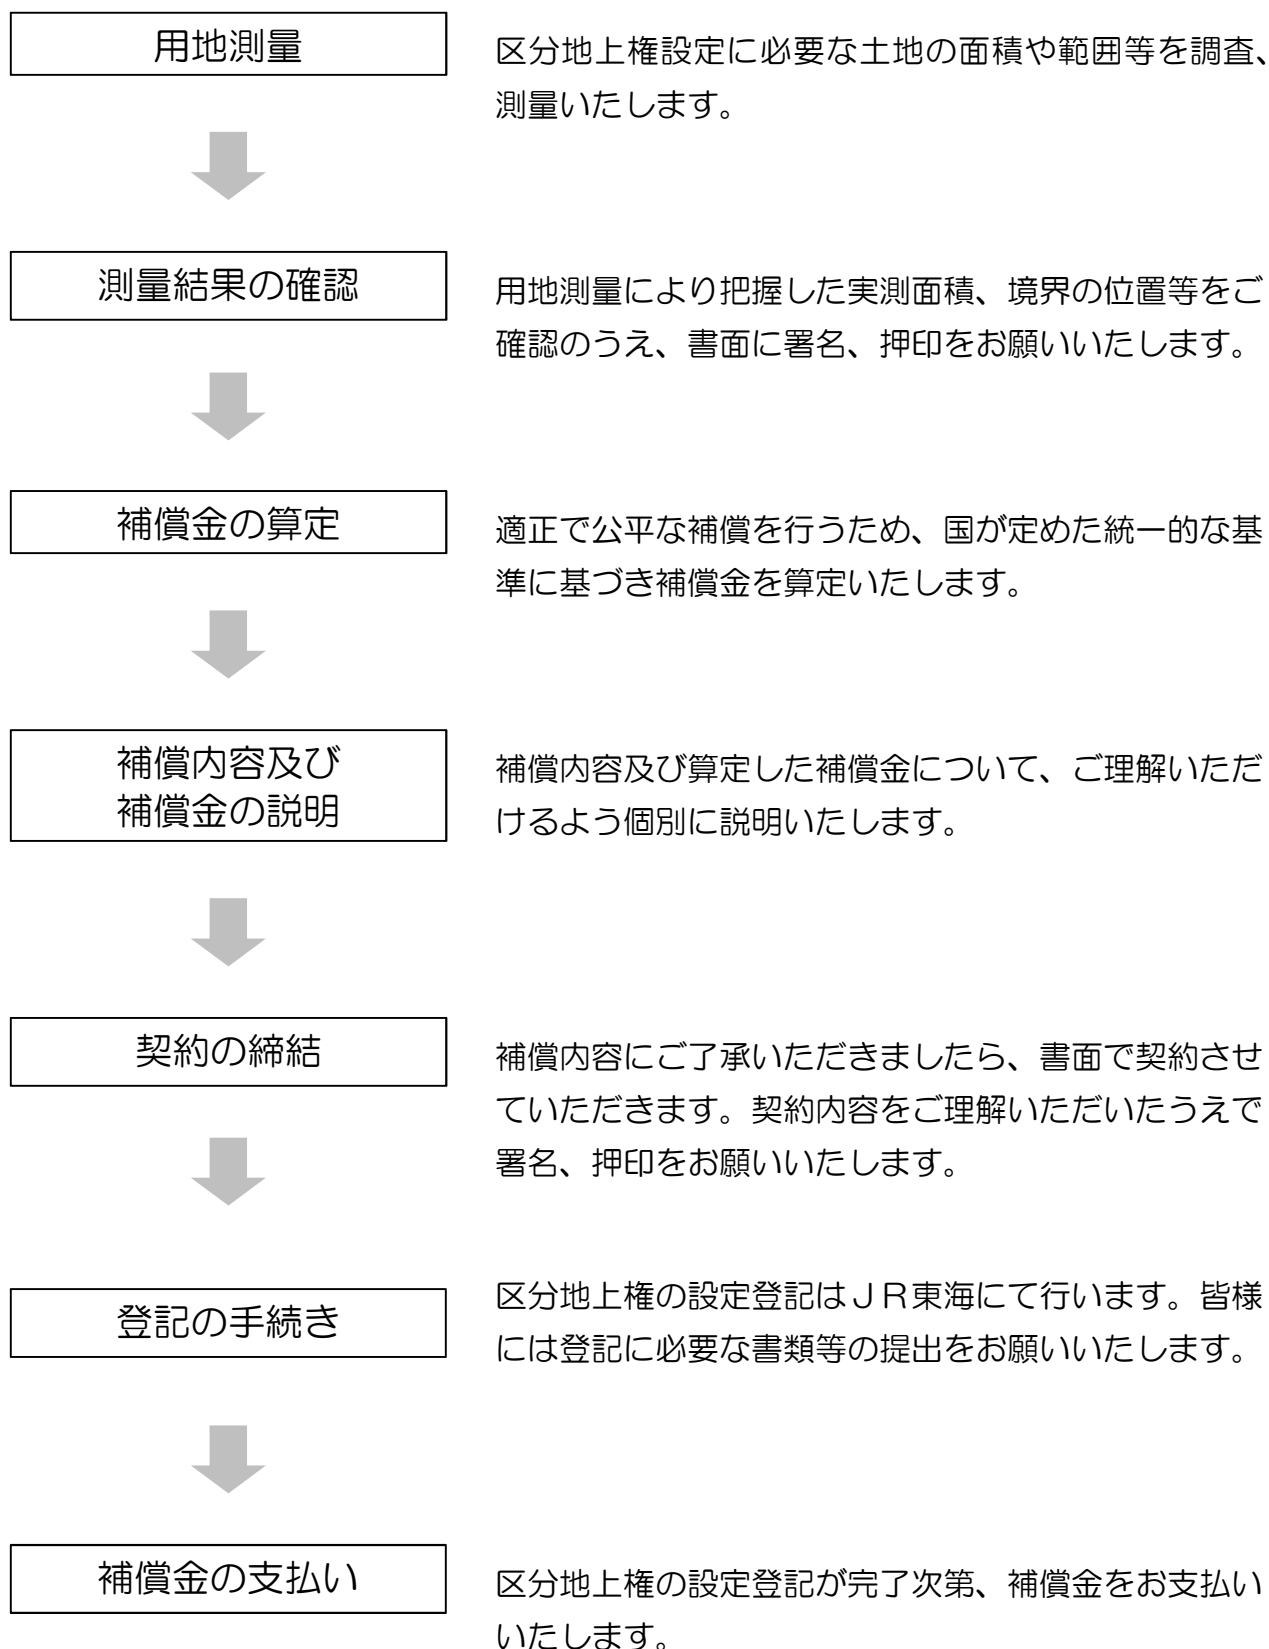 用地測量
区分地上権設定に必要な土地の面積や範囲等を調査、
測量いたします。
測量結果の確認
用地測量により把握した実測面積、境界の位置等をご
確認のうえ、書面に署名、押印をお願いいたします。
補償金の算定
適正で公平な補償を行うため、国が定めた統一的な基
準に基づき補償金を算定いたします。
補償内容及び
補償金の説明
補償内容及び算定した補償金について、ご理解いただ
けるよう個別に説明いたします。
契約の締結
補償内容にご了承いただきましたら、書面で契約させ
ていただきます。契約内容をご理解いただいたうえで
署名、押印をお願いいたします。
登記の手続き
区分地上権の設定登記はＪＲ東海にて行います。皆様
には登記に必要な書類等の提出をお願いいたします。
補償金の支払い
区分地上権の設定登記が完了次第、補償金をお支払い
いたします。